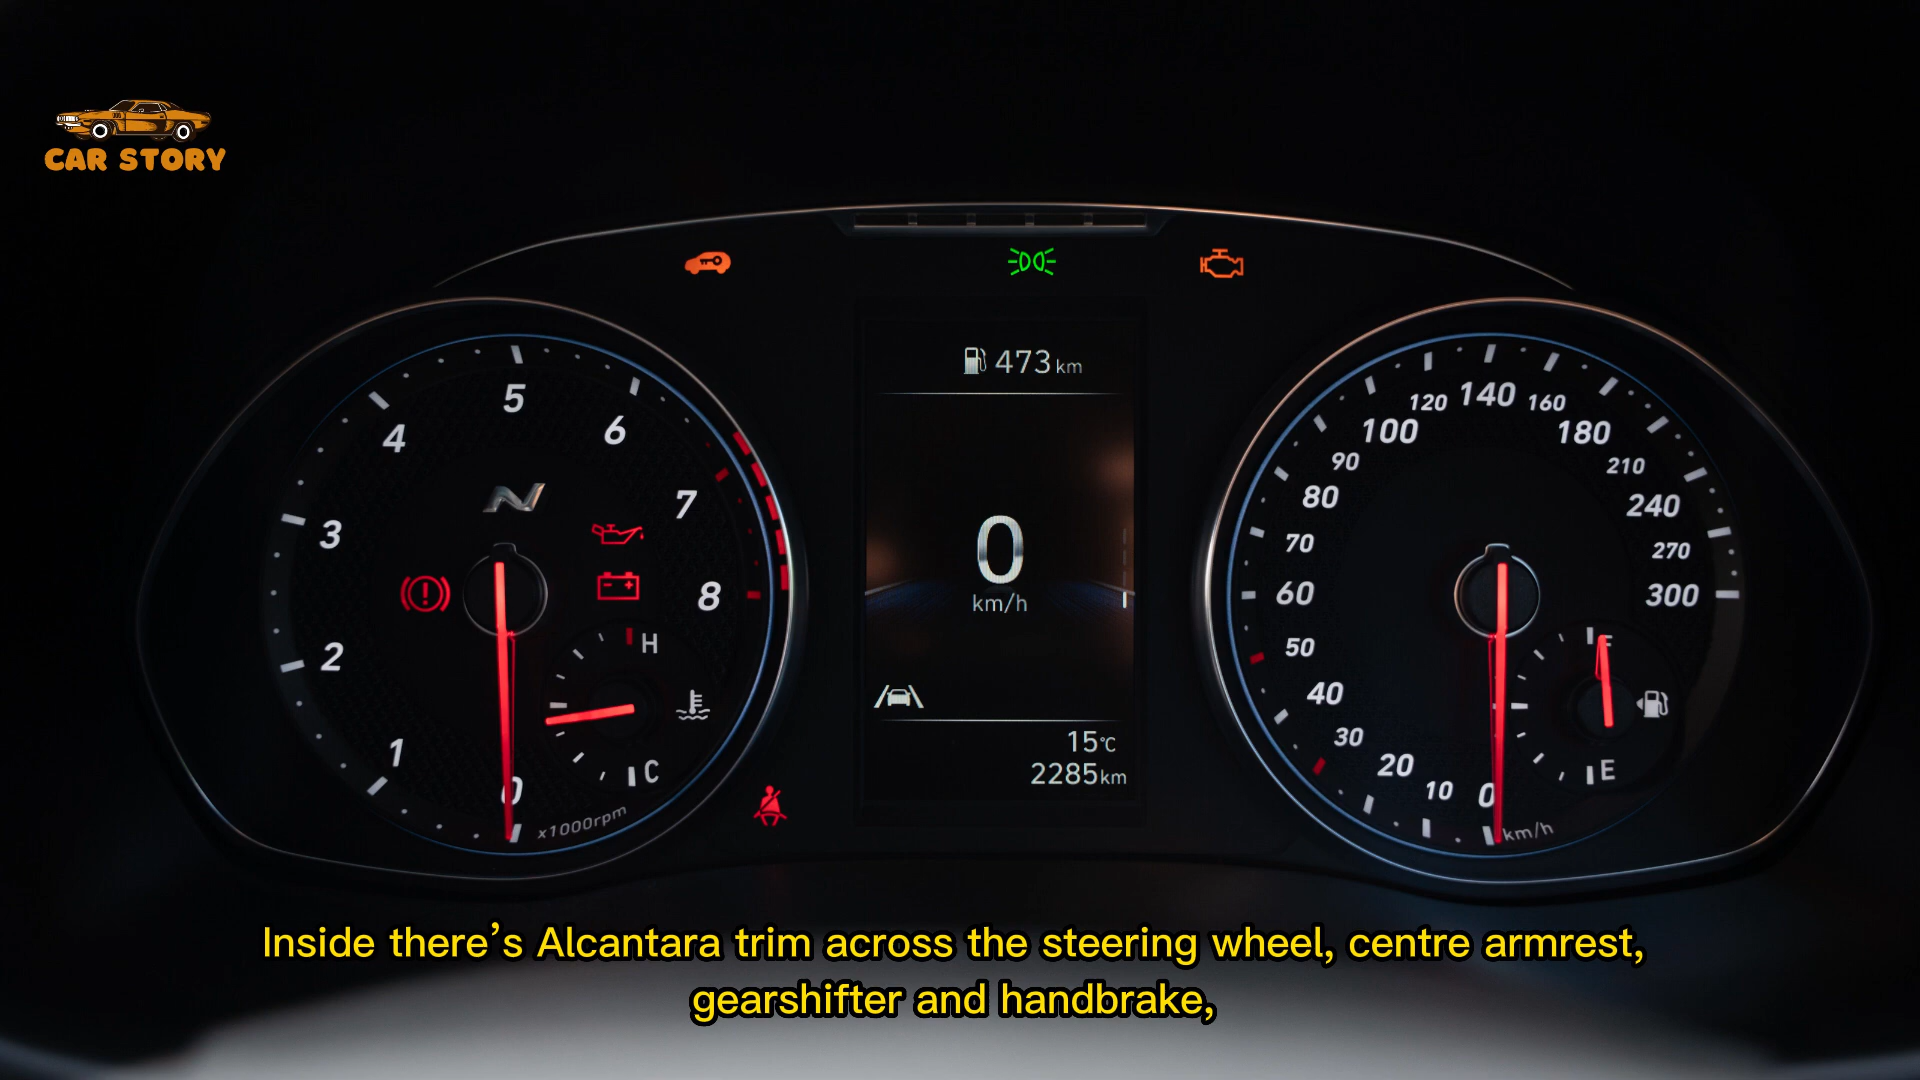 CAR STORY
473 km
5
4
6
3
7
2
8
1
0
x1000rpm
N
H
C
0
km/h
15℃
2285km
120 140 160
100
180
90
210
80
240
70
270
60
300
50
40
30
20
10
0
km/h
F
E
Inside there’s Alcantara trim across the steering wheel, centre armrest,
gearshifter and handbrake,